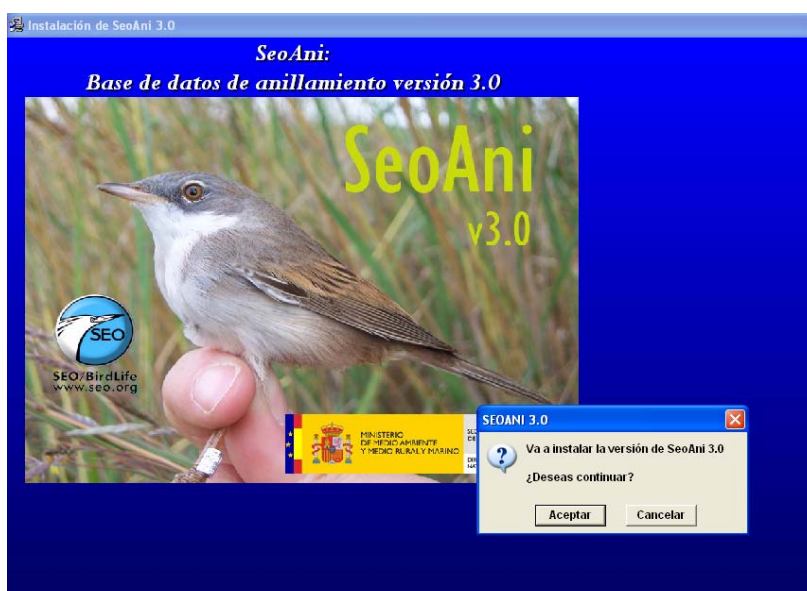 Instalación de SeoAni 3.0
SeoAni:
Base de datos de anillamiento versión 3.0
SeoAni
v3.0
SEO
SEO/BirdLife
www.seo.org
MINISTERIO
DE MEDIO AMBIENTE
Y MEDIO RURAL Y MARINO
SEOANI 3.0
Va a instalar la versión de SeoAni 3.0
¿Deseas continuar?
Aceptar
Cancelar